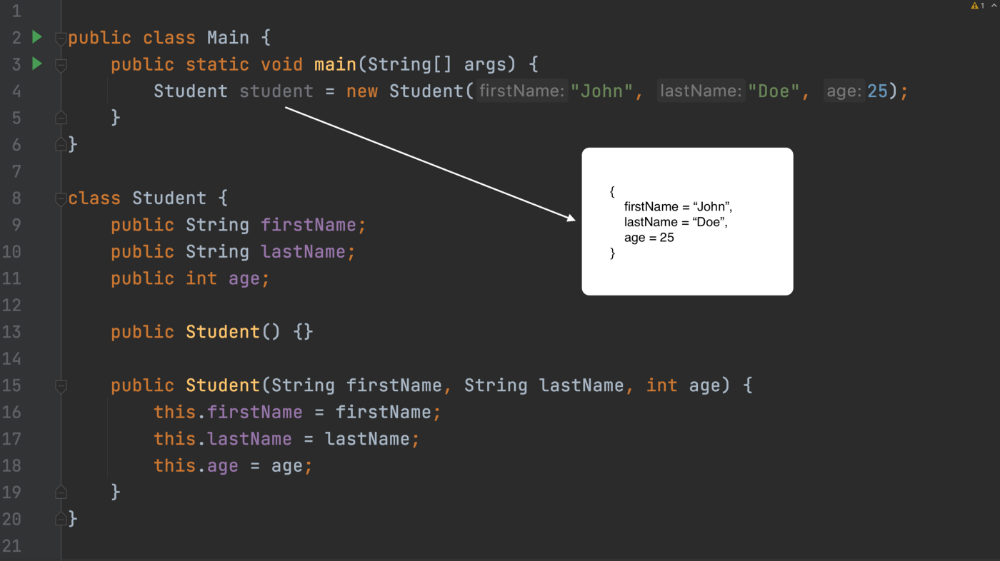 1
1
2 public class Main {
3 public static void main(String[] args) {
4 Student student = new Student( firstName: "John", lastName: "Doe", age: 25);
5 }
6 }
7
8 class Student {
9 public String firstName;
10 public String lastName;
11 public int age;
12
13 public Student() {}
14
15 public Student(String firstName, String lastName, int age) {
16 this.firstName = firstName;
17 this.lastName = lastName;
18 this.age = age;
19 }
20 }
21
{
firstName = “John”,
lastName = “Doe”,
age = 25
}